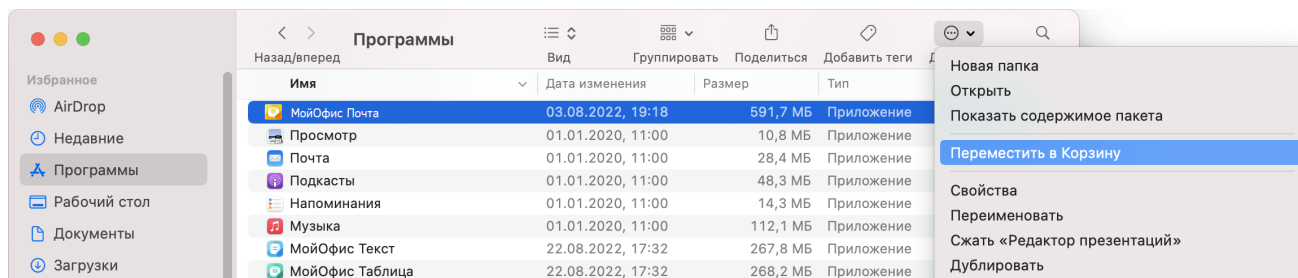 Программы
Назад/вперед
Вид
Группировать
Поделиться
Добавить теги
Избранное
AirDrop
Недавние
Программы
Рабочий стол
Документы
Загрузки
Имя Дата изменения Размер Тип
МойОфис Почта 03.08.2022, 19:18 591,7 МБ Приложение
Просмотр 01.01.2020, 11:00 10,8 МБ Приложение
Почта 01.01.2020, 11:00 28,4 МБ Приложение
Подкасты 01.01.2020, 11:00 48,3 МБ Приложение
Напоминания 01.01.2020, 11:00 14,3 МБ Приложение
Музыка 01.01.2020, 11:00 112,1 МБ Приложение
МойОфис Текст 22.08.2022, 17:32 267,8 МБ Приложение
МойОфис Таблица 22.08.2022, 17:32 268,2 МБ Приложение
Новая папка
Открыть
Показать содержимое пакета
Переместить в Корзину
Свойства
Переименовать
Сжать «Редактор презентаций»
Дублировать